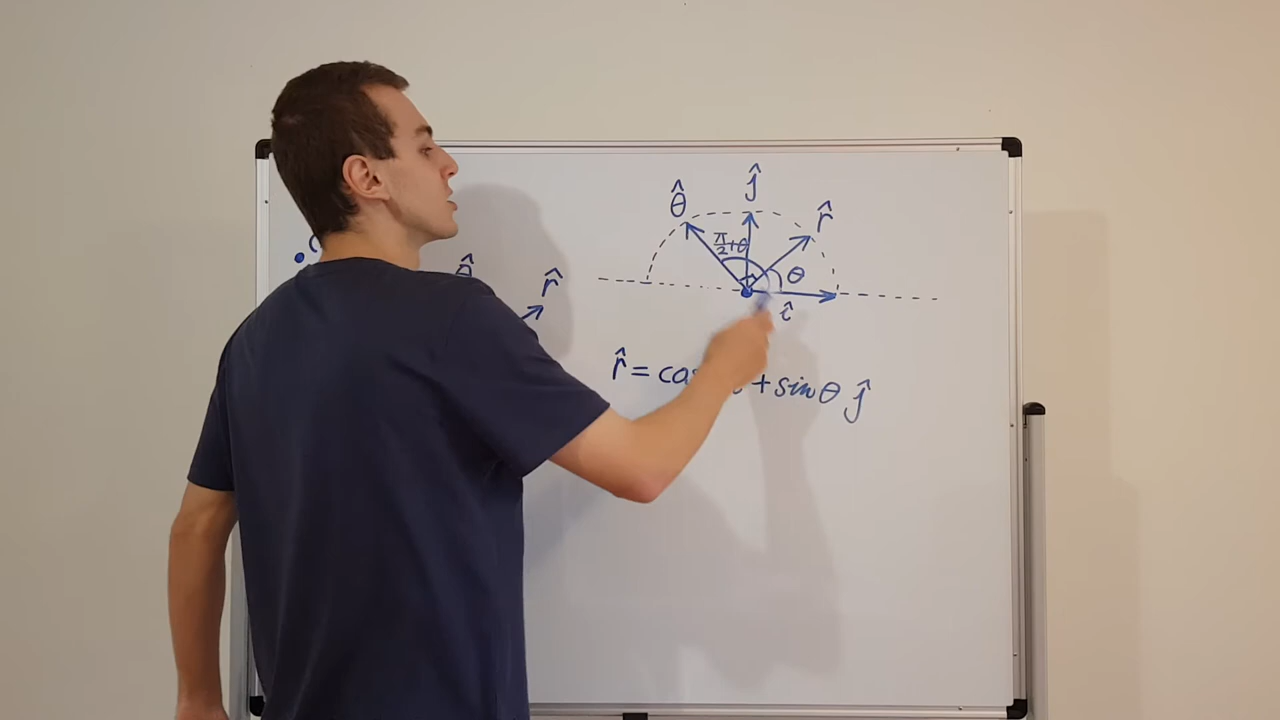 ĵ
θ̂
r̂
π/2+θ
θ
î
θ̂
r̂
r̂ = cos + sin θ ĵ